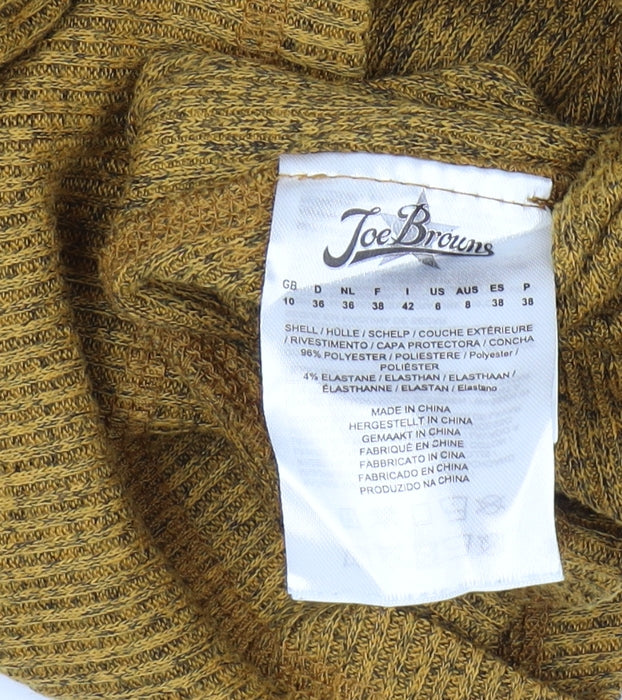 Joe Browns
GB D NL F I US AUS ES P
10 36 36 38 42 6 8 38 38
SHELL / HÜLLE / SCHELP / COUCHE EXTÉRIEURE
/ RIVESTIMENTO / CAPA PROTECTORA / CONCHA
96% POLYESTER / POLIESTERE / Polyester /
POLIÉSTER
4% ELASTANE / ELASTHAN / ELASTHAAN /
ÉLASTHANNE / ELASTAN / Elastano
MADE IN CHINA
HERGESTELLT IN CHINA
GEMAAKT IN CHINA
FABRIQUÉ EN CHINE
FABBRICATO IN CINA
FABRICADO EN CHINA
PRODUZIDO NA CHINA